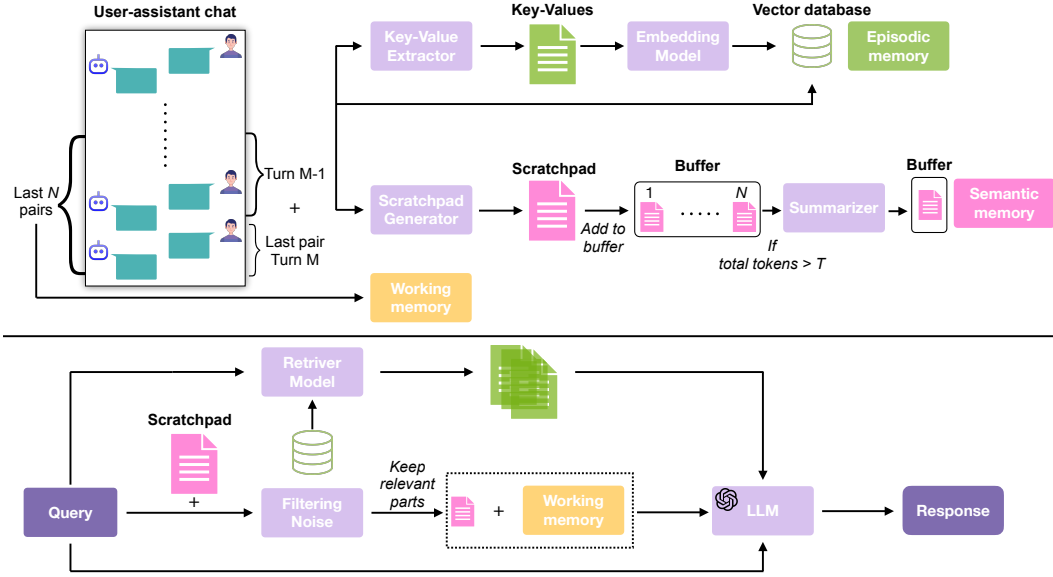 User-assistant chat
Key-Values
Vector database
Key-Value
Extractor
Embedding
Model
Episodic
memory
Last N
pairs
Turn M-1
+
Last pair
Turn M
Scratchpad
Generator
Scratchpad
Add to
buffer
Buffer
1
N
If
total tokens > T
Summarizer
Buffer
Semantic
memory
Working
memory
Retriver
Model
Scratchpad
+
Query
Filtering
Noise
Keep
relevant
parts
+
Working
memory
LLM
Response